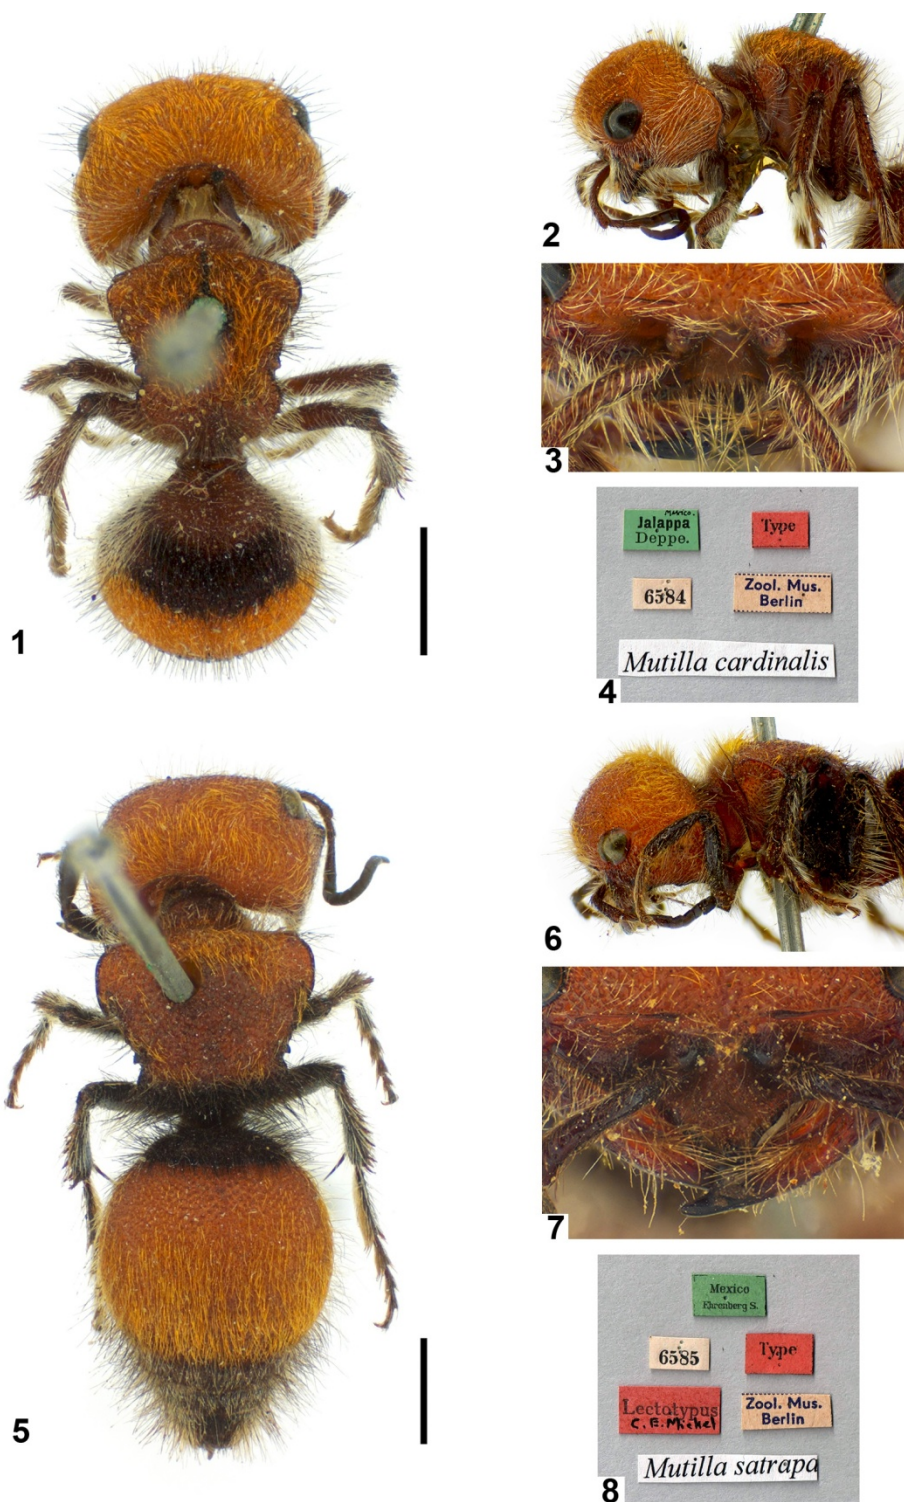 1
2
3
Mexico.
Jalappa
Deppe.
Type
6584
Zool. Mus.
Berlin
Mutilla cardinalis
4
5
6
7
Mexico
Ehrenberg S.
6585
Type
Lectotypus
C.E.Mickel
Zool. Mus.
Berlin
Mutilla satrapa
8